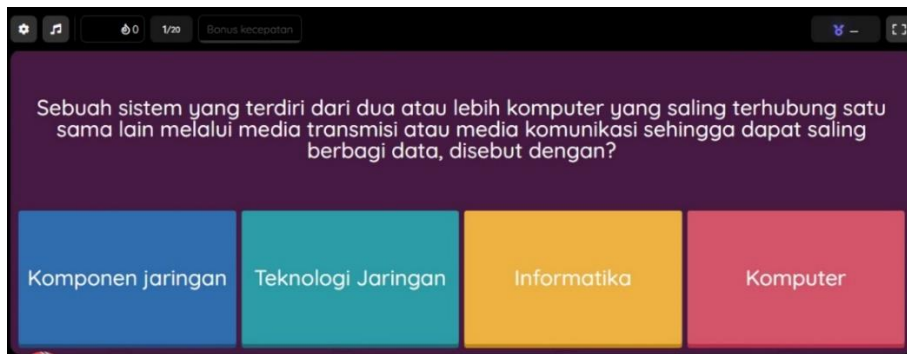 0
1/20
Bonus kecepatan
–
Sebuah sistem yang terdiri dari dua atau lebih komputer yang saling terhubung satu
sama lain melalui media transmisi atau media komunikasi sehingga dapat saling
berbagi data, disebut dengan?
Komponen jaringan
Teknologi Jaringan
Informatika
Komputer